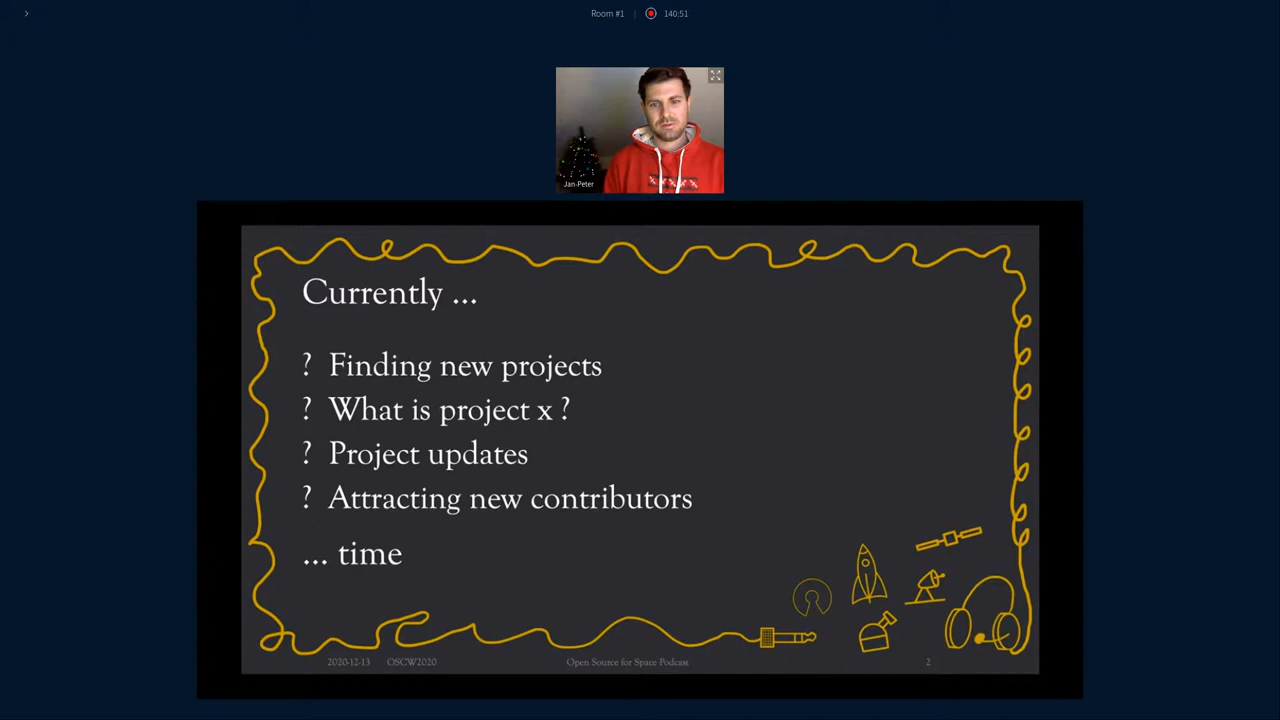 Room #1 | 140:51
Jan-Peter
Currently ...
? Finding new projects
? What is project x ?
? Project updates
? Attracting new contributors
... time
2020-12-13 OSCW2020 Open Source for Space Podcast 2